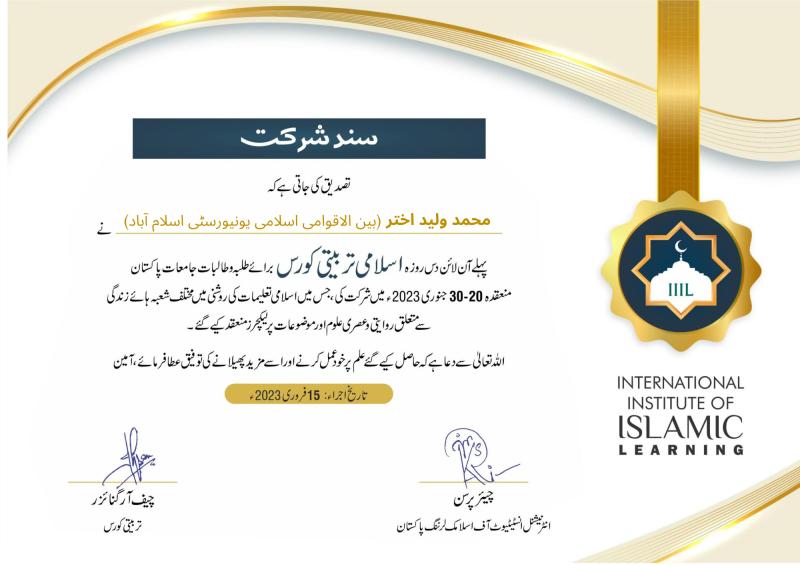 سند شرکت
تصدیق کی جاتی ہے کہ
محمد ولید اختر (بین الاقوامی اسلامی یونیورسٹی اسلام آباد) نے
پہلے آن لائن دس روزہ اسلامی تربیتی کورس برائے طلبہ و طالبات جامعات پاکستان
منعقدہ 20-30 جنوری 2023ء میں شرکت کی، جس میں اسلامی تعلیمات کی روشنی میں مختلف شعبہ ہائے زندگی
سے متعلق روایتی و عصری علوم اور موضوعات پر لیکچرز منعقد کیے گئے۔
اللہ تعالیٰ سے دعا ہے کہ حاصل کیے گئے علم پر خود عمل کرنے اور اسے مزید پھیلانے کی توفیق عطا فرمائے، آمین
تاریخ اجراء: 15 فروری 2023ء
چیئر پرسن
انٹرنیشنل انسٹیٹیوٹ آف اسلامک لرننگ پاکستان
چیف آرگنائزر
تربیتی کورس
IIIL
INTERNATIONAL
INSTITUTE OF
ISLAMIC
LEARNING